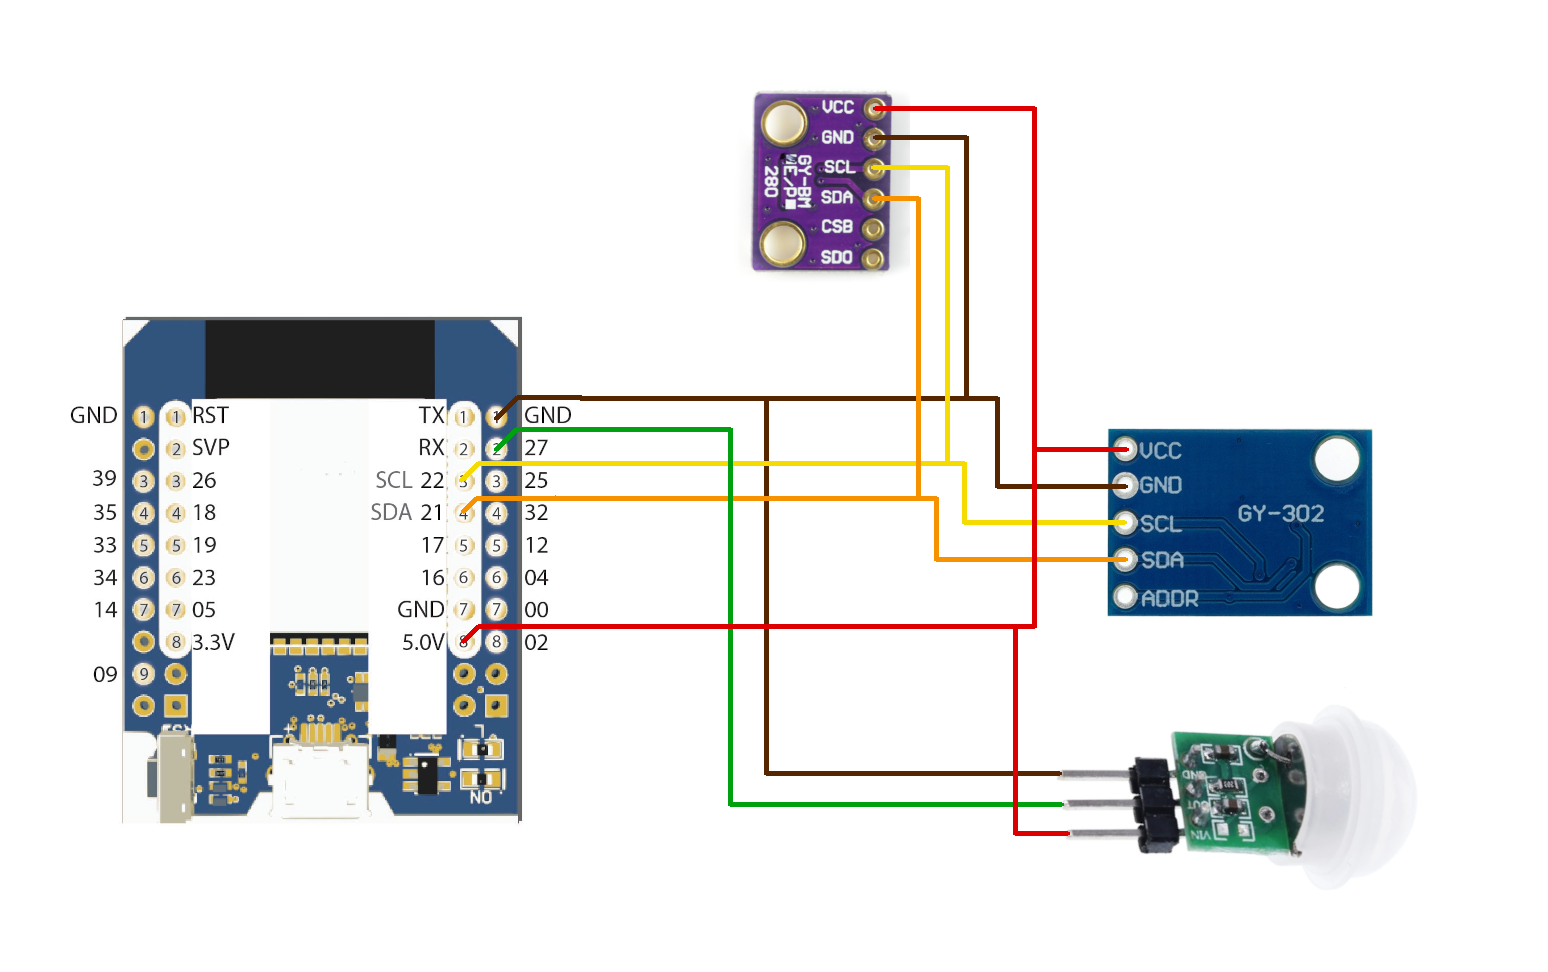 VCC
GND
SCL
SDA
CSB
SDO
GY-BM
ME/P
280
GND 1 1 RST TX 1 1 GND
2 SVP RX 2 2 27
39 3 3 26 SCL 22 3 3 25
35 4 4 18 SDA 21 4 4 32
33 5 5 19 17 5 5 12
34 6 6 23 16 6 6 04
14 7 7 05 GND 7 7 00
8 3.3V 5.0V 8 8 02
09 9
NO
VCC
GND
SCL
SDA
ADDR
GY-302
GND
OUT
VIN